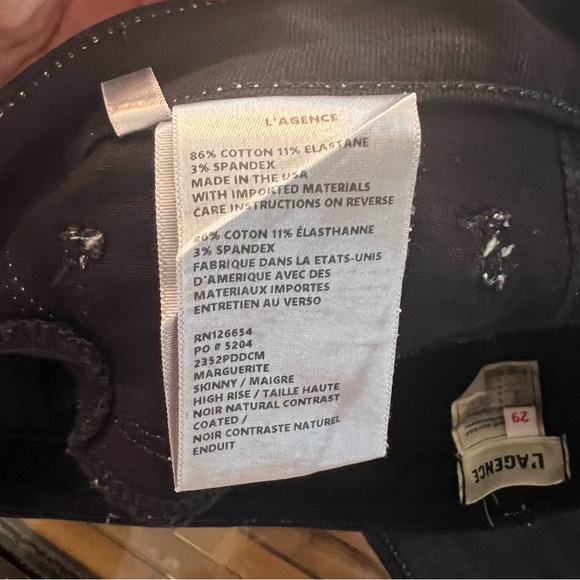 L'AGENCE
86% COTTON 11% ELASTANE
3% SPANDEX
MADE IN THE USA
WITH IMPORTED MATERIALS
CARE INSTRUCTIONS ON REVERSE
86% COTON 11% ÉLASTHANNE
3% SPANDEX
FABRIQUE DANS LA ETATS-UNIS
D'AMERIQUE AVEC DES
MATERIAUX IMPORTES
ENTRETIEN AU VERSO
RN126654
PO # 5204
2352PDDCM
MARGUERITE
SKINNY / MAIGRE
HIGH RISE / TAILLE HAUTE
NOIR NATURAL CONTRAST
COATED /
NOIR CONTRASTE NATUREL
ENDUIT
29
L'AGENCE